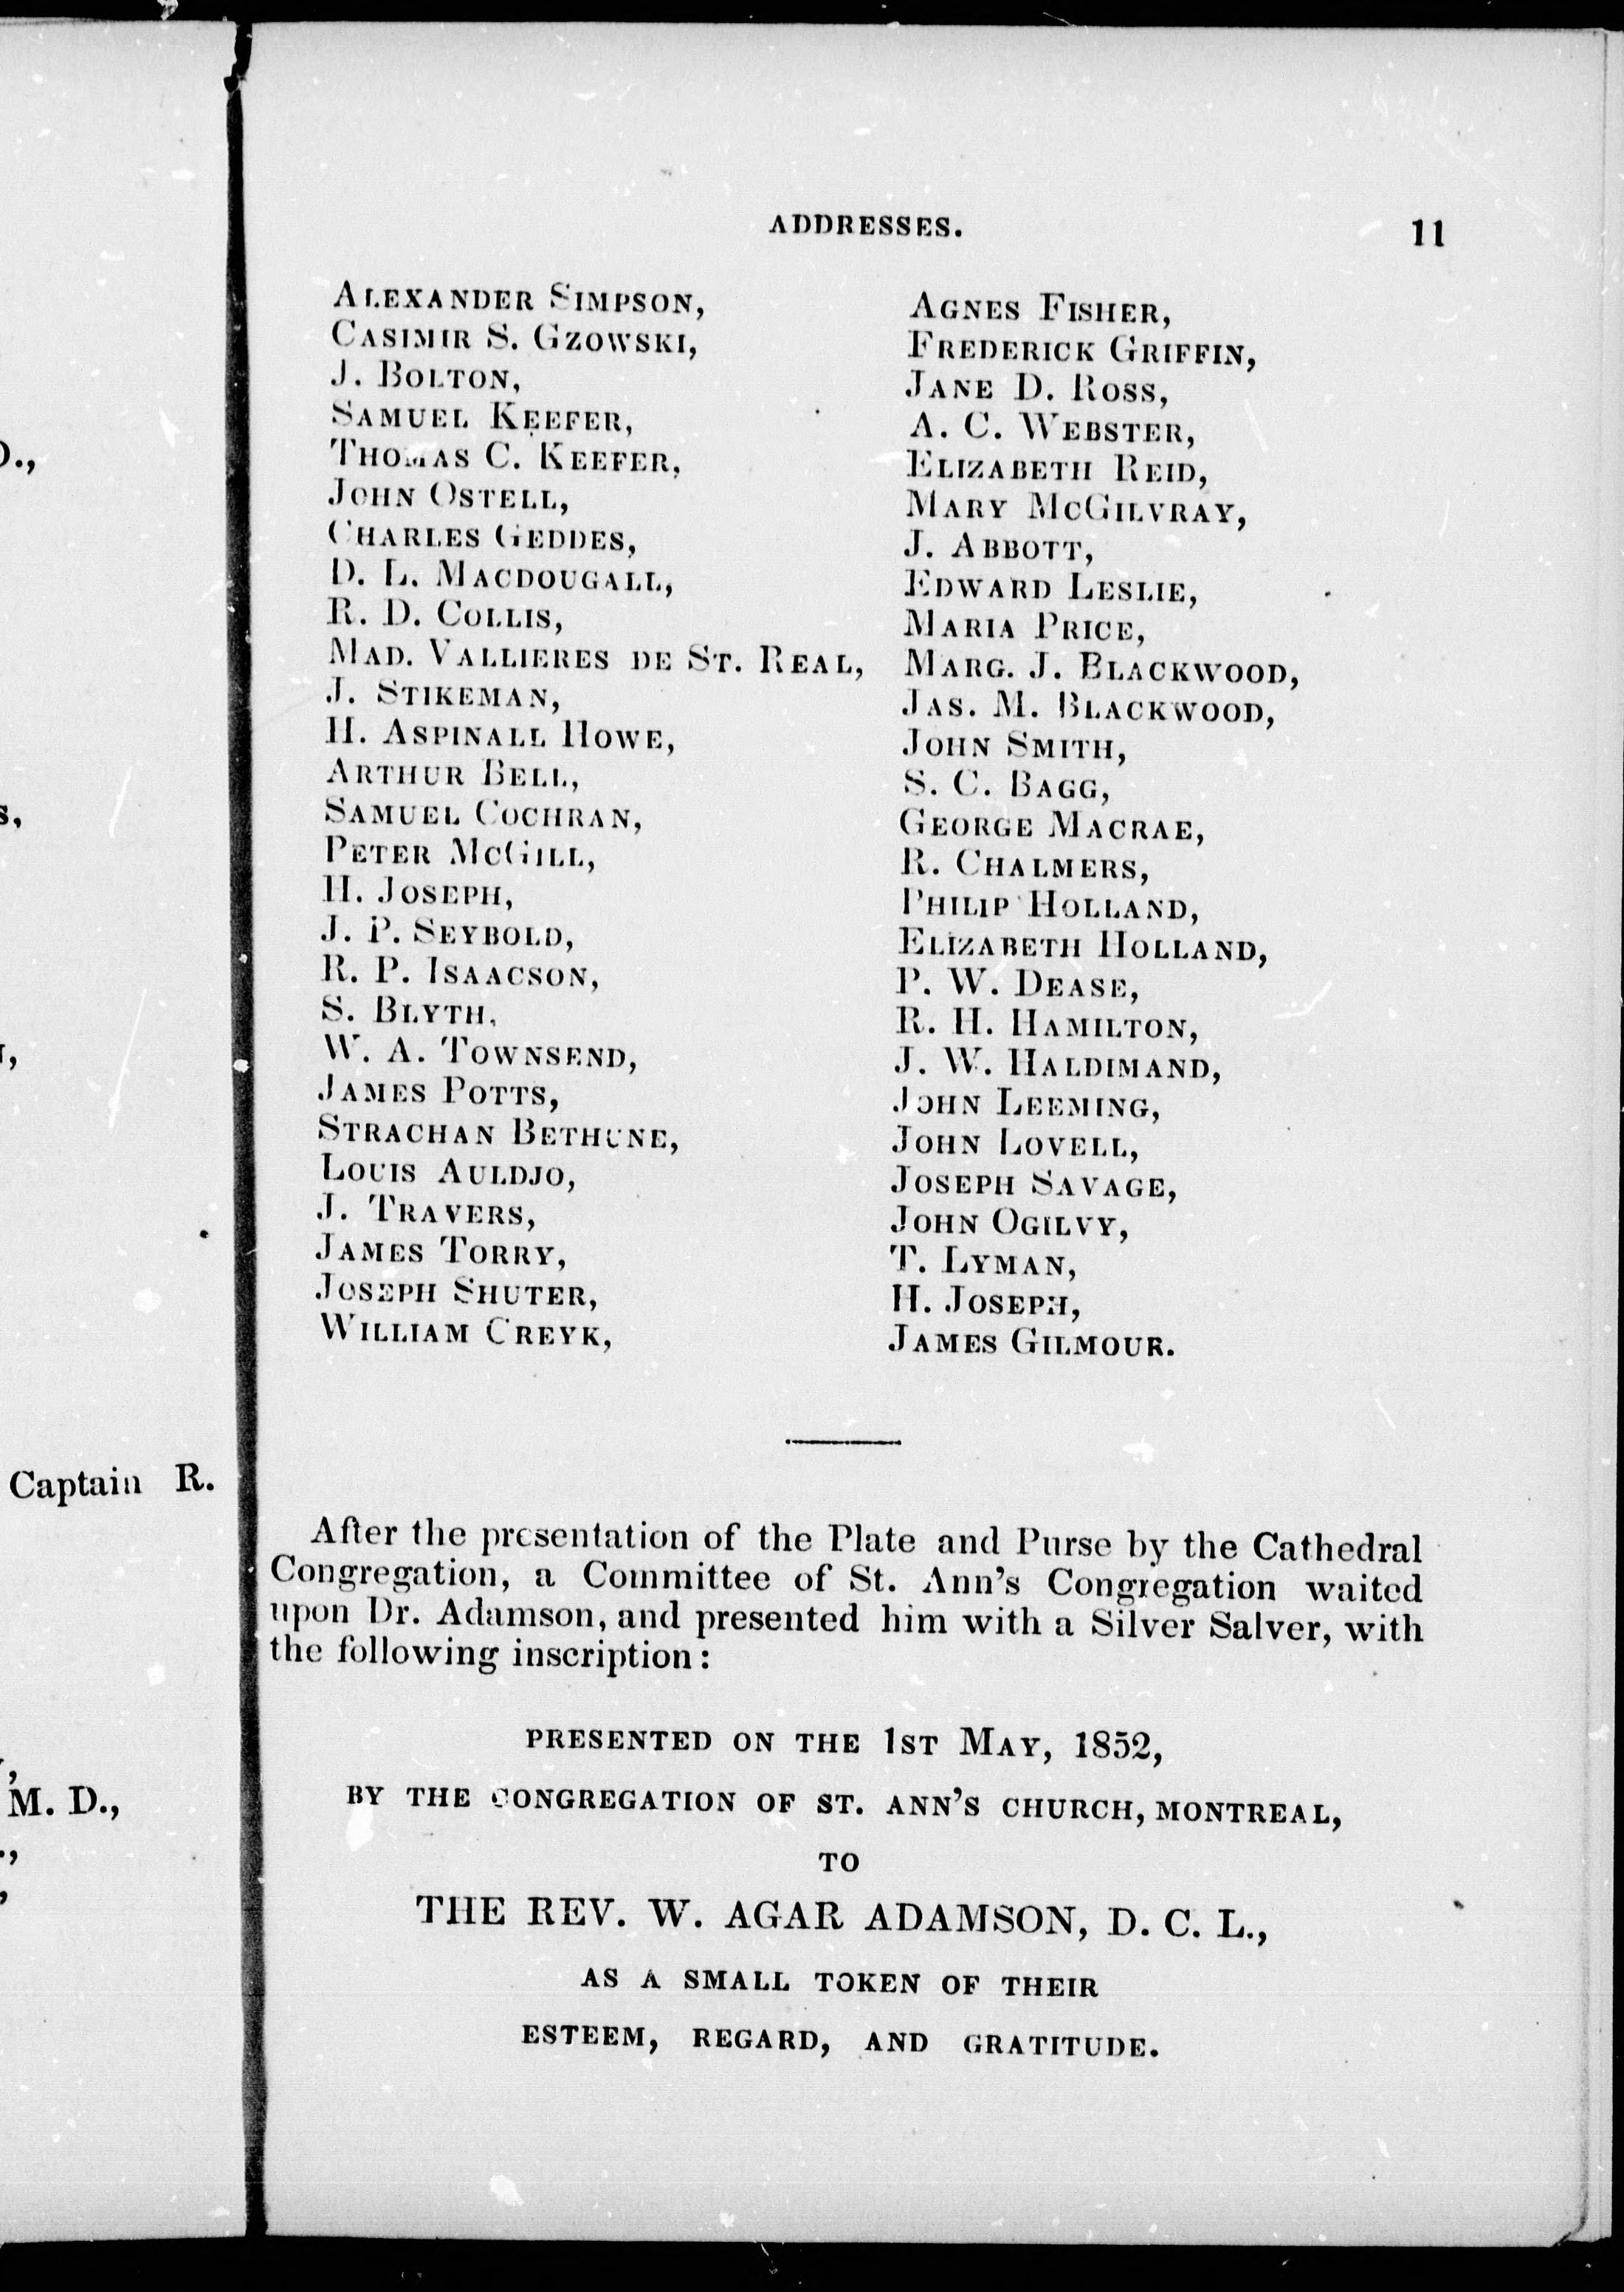 ADDRESSES. 11
ALEXANDER SIMPSON,
CASIMIR S. GZOWSKI,
J. BOLTON,
SAMUEL KEEFER,
THOMAS C. KEEFER,
JOHN OSTELL,
CHARLES GEDDES,
D. L. MACDOUGALL,
R. D. COLLIS,
MAD. VALLIERES DE ST. REAL,
J. STIKEMAN,
H. ASPINALL HOWE,
ARTHUR BELL,
SAMUEL COCHRAN,
PETER MCGILL,
H. JOSEPH,
J. P. SEYBOLD,
R. P. ISAACSON,
S. BLYTH,
W. A. TOWNSEND,
JAMES POTTS,
STRACHAN BETHUNE,
LOUIS AULDJO,
J. TRAVERS,
JAMES TORRY,
JOSEPH SHUTER,
WILLIAM CREYK,
AGNES FISHER,
FREDERICK GRIFFIN,
JANE D. ROSS,
A. C. WEBSTER,
ELIZABETH REID,
MARY MCGILVRAY,
J. ABBOTT,
EDWARD LESLIE,
MARIA PRICE,
MARG. J. BLACKWOOD,
JAS. M. BLACKWOOD,
JOHN SMITH,
S. C. BAGG,
GEORGE MACRAE,
R. CHALMERS,
PHILIP HOLLAND,
ELIZABETH HOLLAND,
P. W. DEASE,
R. H. HAMILTON,
J. W. HALDIMAND,
JOHN LEEMING,
JOHN LOVELL,
JOSEPH SAVAGE,
JOHN OGILVY,
T. LYMAN,
H. JOSEPH,
JAMES GILMOUR.
After the presentation of the Plate and Purse by the Cathedral
Congregation, a Committee of St. Ann's Congregation waited
upon Dr. Adamson, and presented him with a Silver Salver, with
the following inscription:
PRESENTED ON THE 1ST MAY, 1852,
BY THE CONGREGATION OF ST. ANN'S CHURCH, MONTREAL,
TO
THE REV. W. AGAR ADAMSON, D. C. L.,
AS A SMALL TOKEN OF THEIR
ESTEEM, REGARD, AND GRATITUDE.
Captain R.
M. D.,